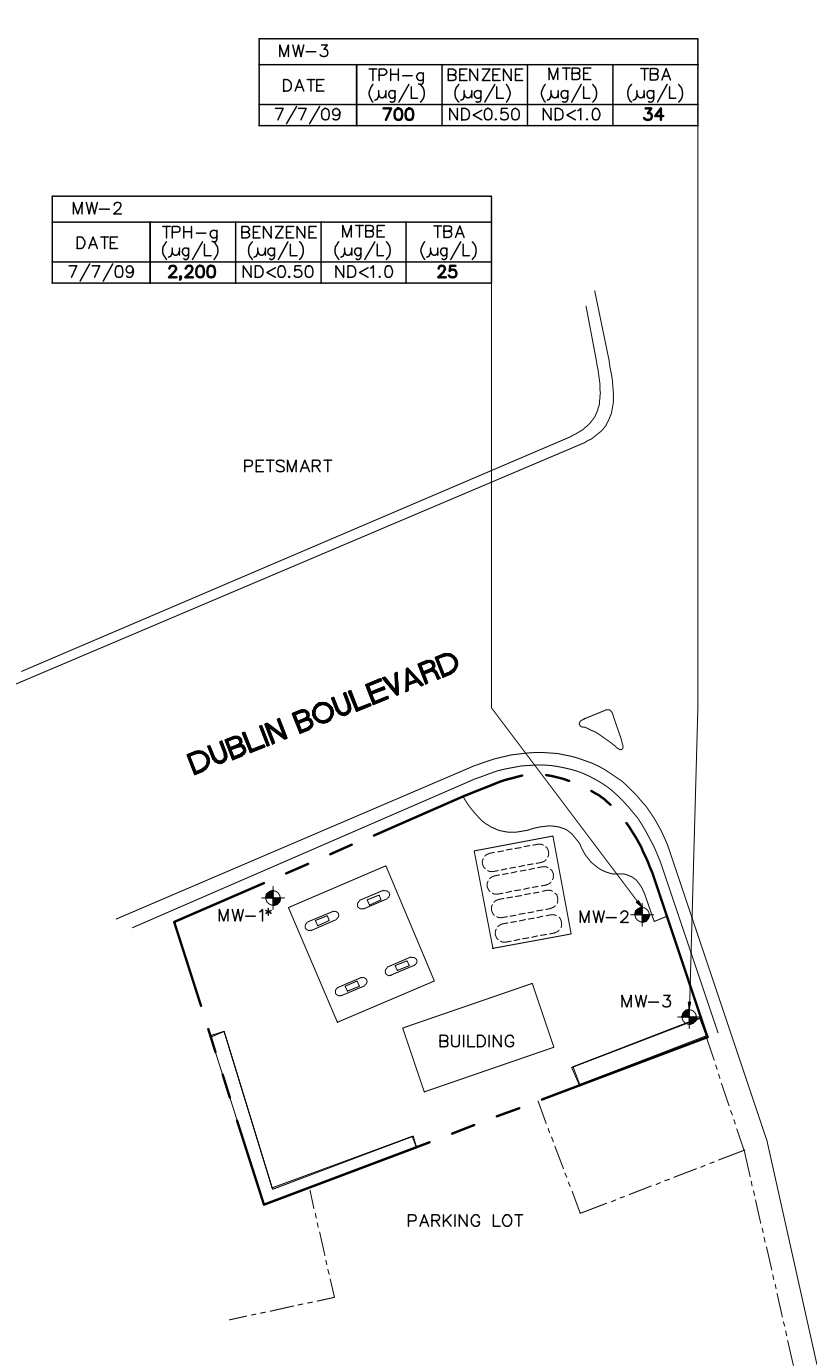 MW-3
DATE TPH-g (µg/L) BENZENE (µg/L) MTBE (µg/L) TBA (µg/L)
7/7/09 700 ND<0.50 ND<1.0 34
MW-2
DATE TPH-g (µg/L) BENZENE (µg/L) MTBE (µg/L) TBA (µg/L)
7/7/09 2,200 ND<0.50 ND<1.0 25
PETSMART
DUBLIN BOULEVARD
MW-1*
MW-2
MW-3
BUILDING
PARKING LOT